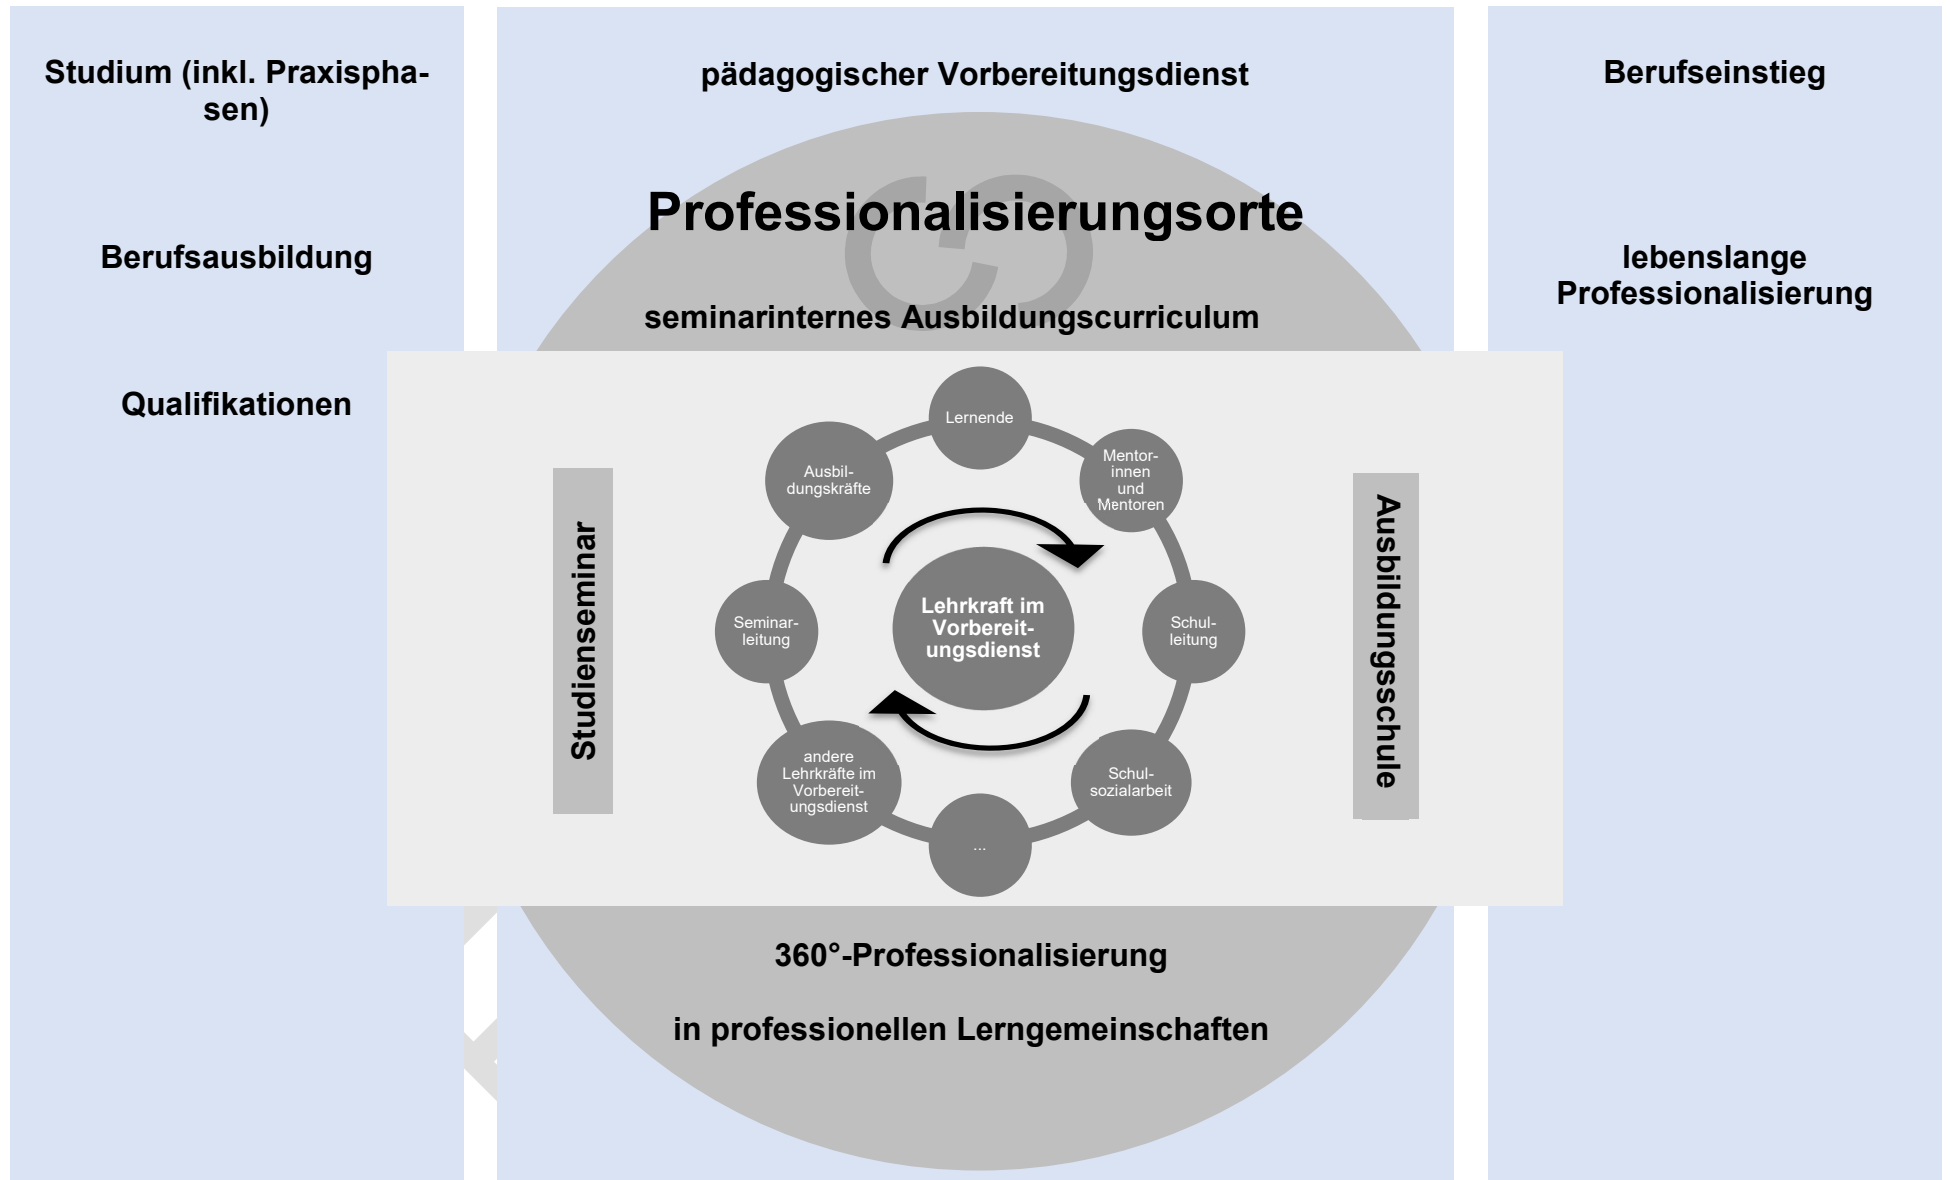 Studium (inkl. Praxispha-
sen)
Berufsausbildung
Qualifikationen
pädagogischer Vorbereitungsdienst
Professionalisierungsorte
seminarinternes Ausbildungscurriculum
Studienseminar
Lernende
Mentor-
innen
und
Mentoren
Schul-
leitung
Schul-
sozialarbeit
...
andere
Lehrkräfte im
Vorbereit-
ungsdienst
Seminar-
leitung
Ausbil-
dungskräfte
Lehrkraft im
Vorbereit-
ungsdienst
Ausbildungsschule
360°-Professionalisierung
in professionellen Lerngemeinschaften
Berufseinstieg
lebenslange
Professionalisierung